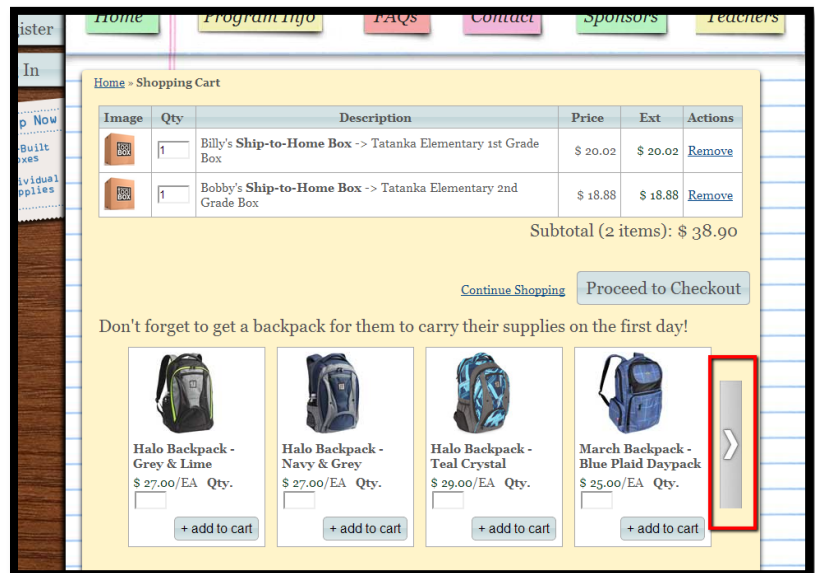 Home Program Info FAQs Contact Sponsors Teachers
ister
In
p Now
-Built
oxes
ividual
pplies
Home » Shopping Cart
Image Qty Description Price Ext Actions
TOOL BOX 1 Billy's Ship-to-Home Box -> Tatanka Elementary 1st Grade $ 20.02 $ 20.02 Remove
Box
TOOL BOX 1 Bobby's Ship-to-Home Box -> Tatanka Elementary 2nd $ 18.88 $ 18.88 Remove
Grade Box
Subtotal (2 items): $ 38.90
Continue Shopping Proceed to Checkout
Don't forget to get a backpack for them to carry their supplies on the first day!
Halo Backpack - Halo Backpack - Halo Backpack - March Backpack -
Grey & Lime Navy & Grey Teal Crystal Blue Plaid Daypack
$ 27.00/EA Qty. $ 27.00/EA Qty. $ 29.00/EA Qty. $ 25.00/EA Qty.
+ add to cart + add to cart + add to cart + add to cart